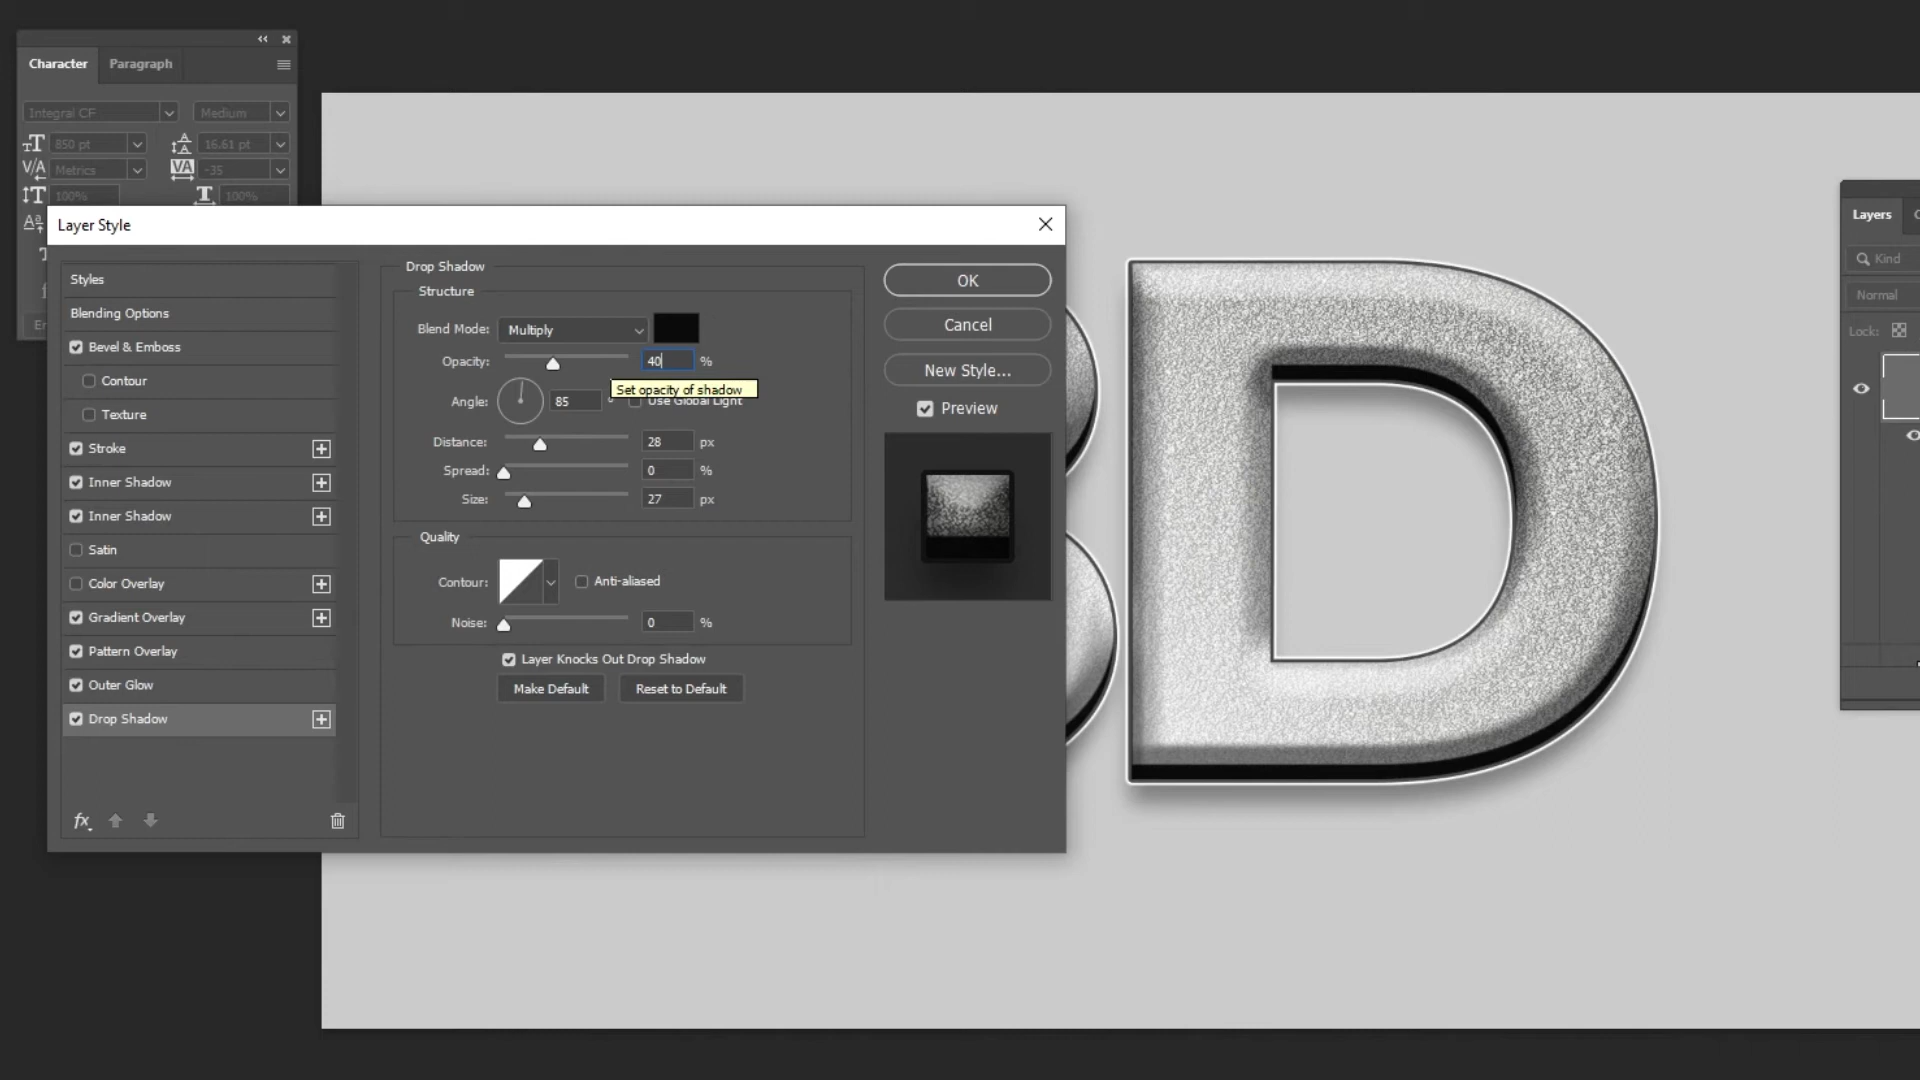 Character Paragraph
Integral CF Medium
850 pt 16.61 pt
Metrics -35
100% 100%
Layer Style
Styles
Blending Options
Bevel & Emboss
Contour
Texture
Stroke
Inner Shadow
Inner Shadow
Satin
Color Overlay
Gradient Overlay
Pattern Overlay
Outer Glow
Drop Shadow
fx
Drop Shadow
Structure
Blend Mode: Multiply
Opacity: 40 %
Set opacity of shadow
Angle: 85 ° Use Global Light
Distance: 28 px
Spread: 0 %
Size: 27 px
Quality
Contour: Anti-aliased
Noise: 0 %
Layer Knocks Out Drop Shadow
Make Default Reset to Default
OK
Cancel
New Style...
Preview
D
Layers
Kind
Normal
Lock: